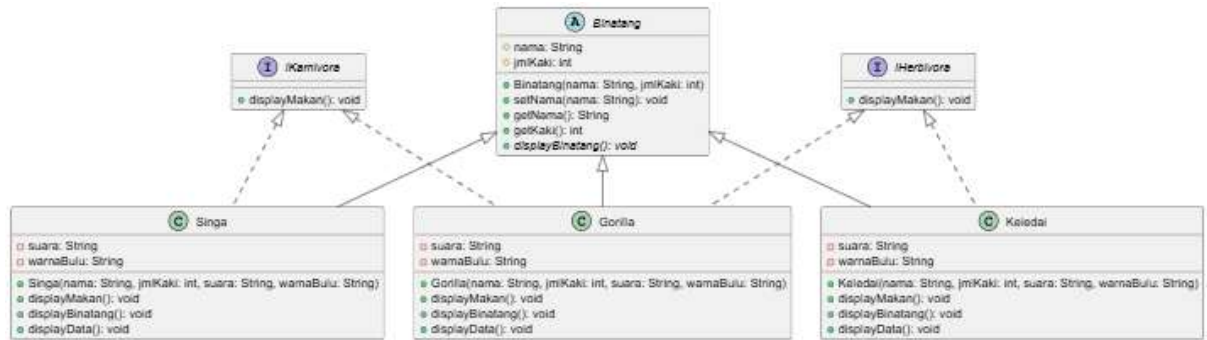 A Binatang
nama: String
jmlKaki: int
Binatang(nama: String, jmlKaki: int)
setNama(nama: String): void
getNama(): String
getKaki(): int
displayBinatang(): void
I IKarnivora
displayMakan(): void
I IHerbivora
displayMakan(): void
C Singa
suara: String
warnaBulu: String
Singa(nama: String, jmlKaki: int, suara: String, warnaBulu: String)
displayMakan(): void
displayBinatang(): void
displayData(): void
C Gorilla
suara: String
warnaBulu: String
Gorilla(nama: String, jmlKaki: int, suara: String, warnaBulu: String)
displayMakan(): void
displayBinatang(): void
displayData(): void
C Keledai
suara: String
warnaBulu: String
Keledai(nama: String, jmlKaki: int, suara: String, warnaBulu: String)
displayMakan(): void
displayBinatang(): void
displayData(): void